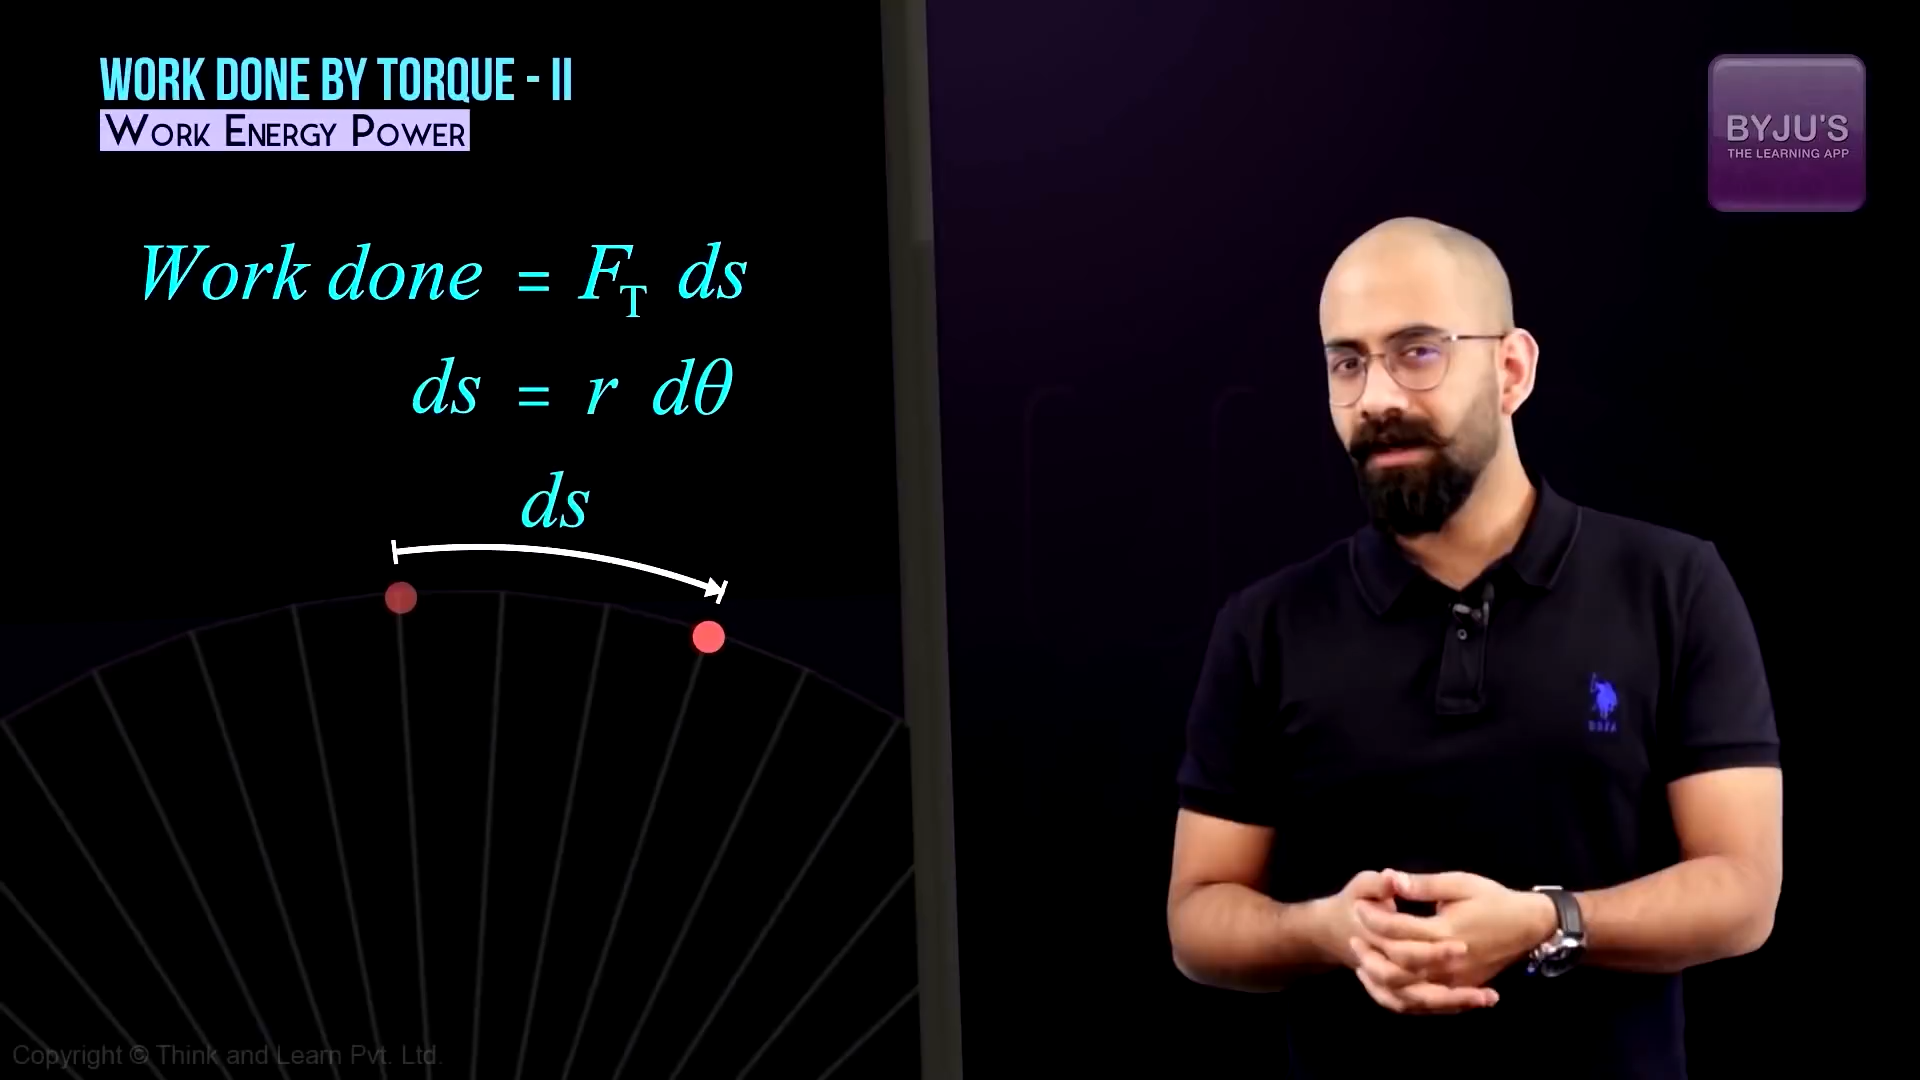 WORK DONE BY TORQUE - II
WORK ENERGY POWER
BYJU'S
THE LEARNING APP
Work done = F_T ds
ds = r dθ
ds
Copyright © Think and Learn Pvt. Ltd.